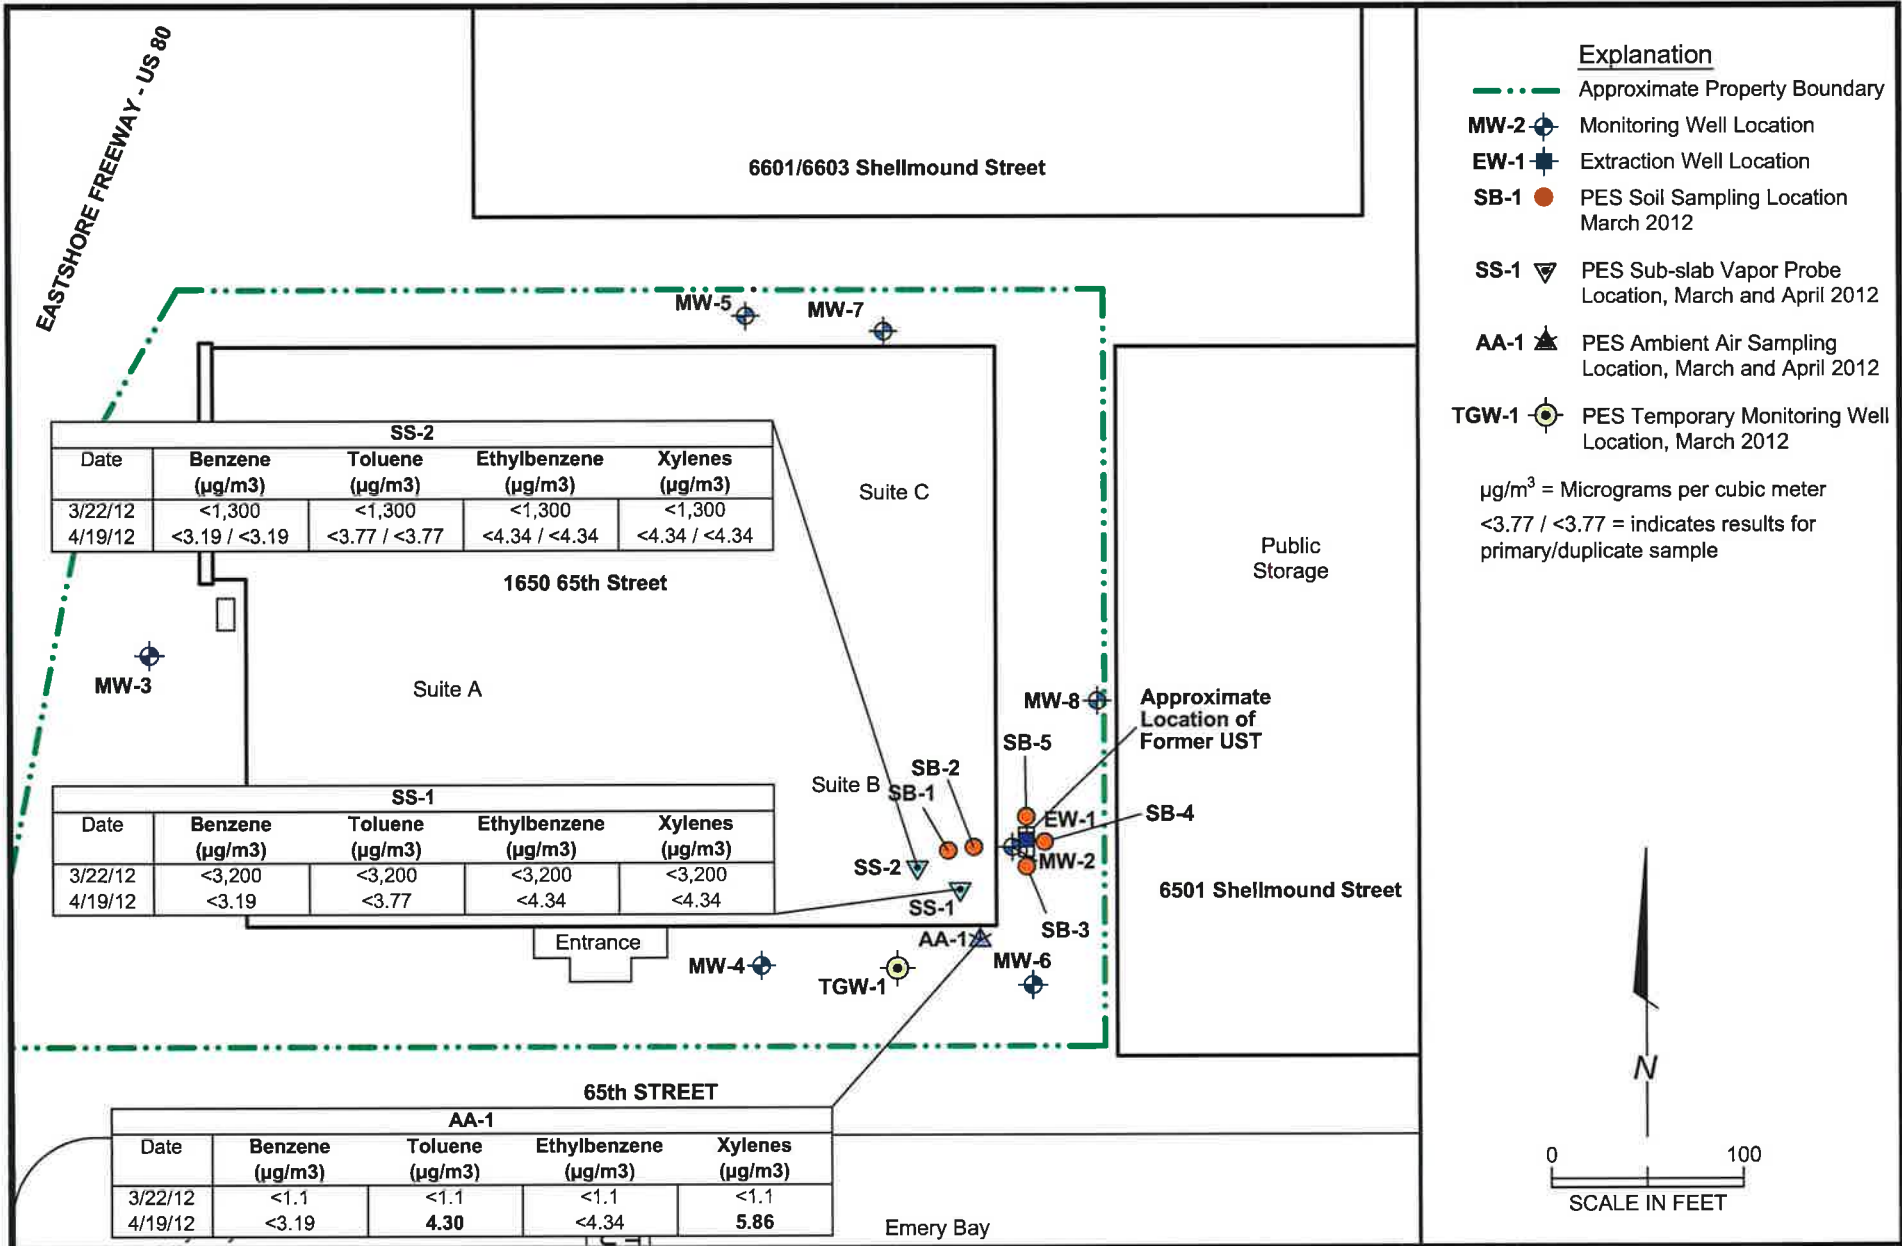 EASTSHORE FREEWAY - US 80
6601/6603 Shellmound Street
MW-5
MW-7
SS-2
Date Benzene (µg/m3) Toluene (µg/m3) Ethylbenzene (µg/m3) Xylenes (µg/m3)
3/22/12 <1,300 <1,300 <1,300 <1,300
4/19/12 <3.19 / <3.19 <3.77 / <3.77 <4.34 / <4.34 <4.34 / <4.34
Suite C
1650 65th Street
Public
Storage
MW-3
Suite A
MW-8
Approximate
Location of
Former UST
SB-5
SB-2
Suite B
SB-1
SS-1
Date Benzene (µg/m3) Toluene (µg/m3) Ethylbenzene (µg/m3) Xylenes (µg/m3)
3/22/12 <3,200 <3,200 <3,200 <3,200
4/19/12 <3.19 <3.77 <4.34 <4.34
EW-1
SB-4
SS-2
MW-2
6501 Shellmound Street
SS-1
SB-3
AA-1
Entrance
MW-4
MW-6
TGW-1
65th STREET
AA-1
Date Benzene (µg/m3) Toluene (µg/m3) Ethylbenzene (µg/m3) Xylenes (µg/m3)
3/22/12 <1.1 <1.1 <1.1 <1.1
4/19/12 <3.19 4.30 <4.34 5.86
Emery Bay
Explanation
Approximate Property Boundary
MW-2 Monitoring Well Location
EW-1 Extraction Well Location
SB-1 PES Soil Sampling Location
March 2012
SS-1 PES Sub-slab Vapor Probe
Location, March and April 2012
AA-1 PES Ambient Air Sampling
Location, March and April 2012
TGW-1 PES Temporary Monitoring Well
Location, March 2012
µg/m³ = Micrograms per cubic meter
<3.77 / <3.77 = indicates results for
primary/duplicate sample
N
0 100
SCALE IN FEET